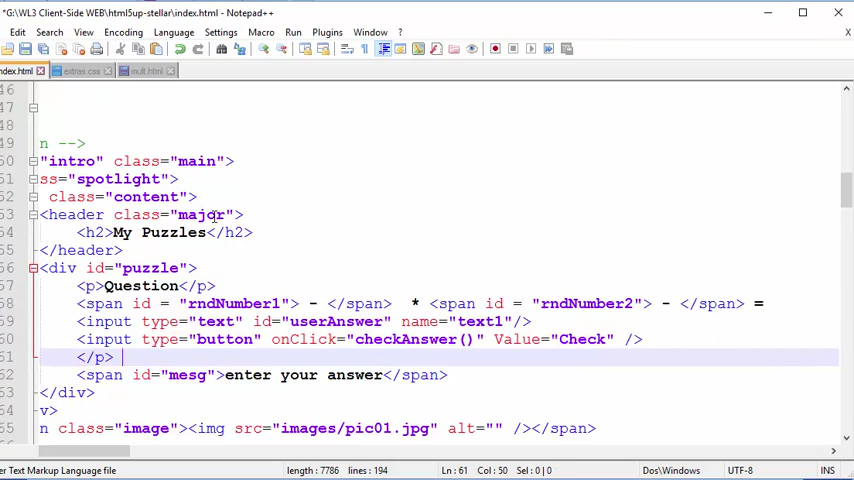 *G:\WL3 Client-Side WEB\html5up-stellar\index.html - Notepad++
Edit Search View Encoding Language Settings Macro Run Plugins Window ? X
ndex.html extras.css mult.html
46
47
48
49 n -->
50 "intro" class="main">
51 ss="spotlight">
52 class="content">
53 <header class="major">
54 <h2>My Puzzles</h2>
55 </header>
56 <div id="puzzle">
57 <p>Question</p>
58 <span id = "rndNumber1"> - </span> * <span id = "rndNumber2"> - </span> =
59 <input type="text" id="userAnswer" name="text1"/>
60 <input type="button" onClick="checkAnswer()" Value="Check" />
61 </p>
62 <span id="mesg">enter your answer</span>
63 </div>
64 v>
65 n class="image"><img src="images/pic01.jpg" alt="" /></span>
er Text Markup Language file length : 7786 lines : 194 Ln : 61 Col : 50 Sel : 0 | 0 Dos\Windows UTF-8 INS